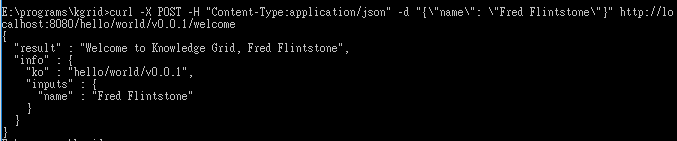 E:\programs\kgrid>curl -X POST -H "Content-Type:application/json" -d "{\"name\": \"Fred Flintstone\"}" http://lo
calhost:8080/hello/world/v0.0.1/welcome
{
  "result" : "Welcome to Knowledge Grid, Fred Flintstone",
  "info" : {
    "ko" : "hello/world/v0.0.1",
    "inputs" : {
      "name" : "Fred Flintstone"
    }
  }
}